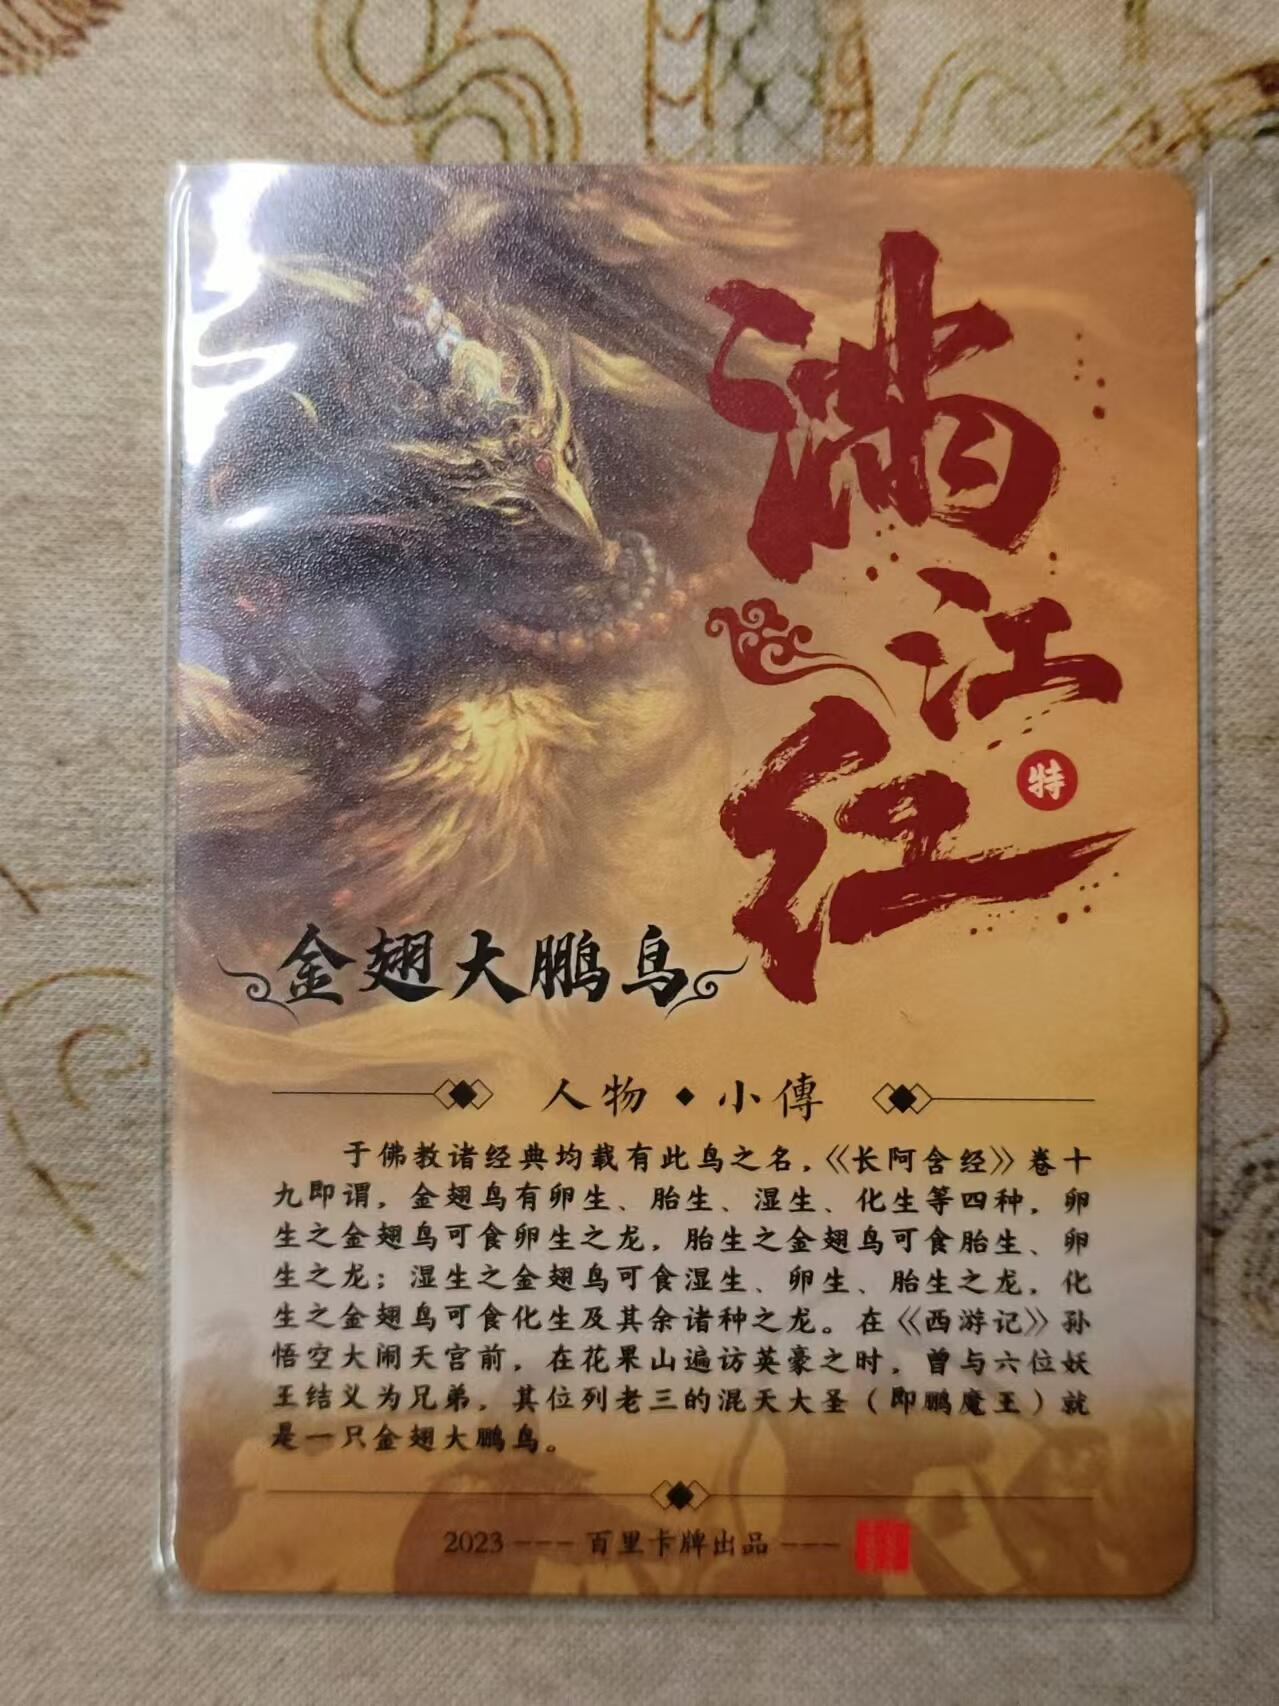 满江红
特
金翅大鹏鸟
人物◆小傳
于佛教诸经典均载有此鸟之名，《长阿含经》卷十
九即谓，金翅鸟有卵生、胎生、湿生、化生等四种，卵
生之金翅鸟可食卵生之龙，胎生之金翅鸟可食胎生、卵
生之龙；湿生之金翅鸟可食湿生、卵生、胎生之龙，化
生之金翅鸟可食化生及其余诸种之龙。在《西游记》孙
悟空大闹天宫前，在花果山遍访英豪之时，曾与六位妖
王结义为兄弟，其位列老三的混天大圣（即鹏魔王）就
是一只金翅大鹏鸟。
2023 --- 百里卡牌出品 ---